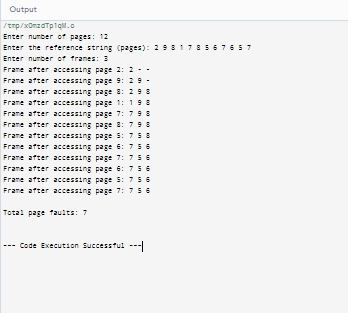 Output
/tmp/xOmzdTp1qW.o
Enter number of pages: 12
Enter the reference string (pages): 2 9 8 1 7 8 5 6 7 6 5 7
Enter number of frames: 3
Frame after accessing page 2: 2 - -
Frame after accessing page 9: 2 9 -
Frame after accessing page 8: 2 9 8
Frame after accessing page 1: 1 9 8
Frame after accessing page 7: 7 9 8
Frame after accessing page 8: 7 9 8
Frame after accessing page 5: 7 5 8
Frame after accessing page 6: 7 5 6
Frame after accessing page 7: 7 5 6
Frame after accessing page 6: 7 5 6
Frame after accessing page 5: 7 5 6
Frame after accessing page 7: 7 5 6
Total page faults: 7
--- Code Execution Successful ---